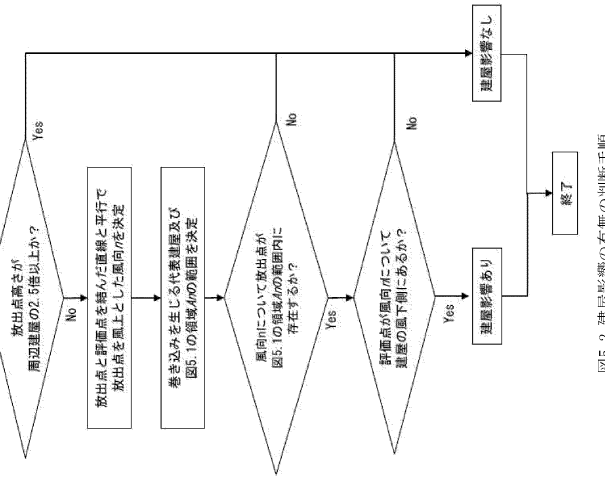 放出点高さが
周辺建屋の2.5倍以上か？
Yes
No
放出点と評価点を結んだ直線と平行で
放出点を風上とした風向nを決定
巻き込みを生じる代表建屋及び
図5.1の領域Anの範囲を決定
風向nについて放出点が
図5.1の領域Anの範囲内に
存在するか？
No
Yes
評価点が風向nについて
建屋の風下側にあるか？
No
Yes
建屋影響あり
建屋影響なし
終了
図5.2 建屋影響の有無の判断手順